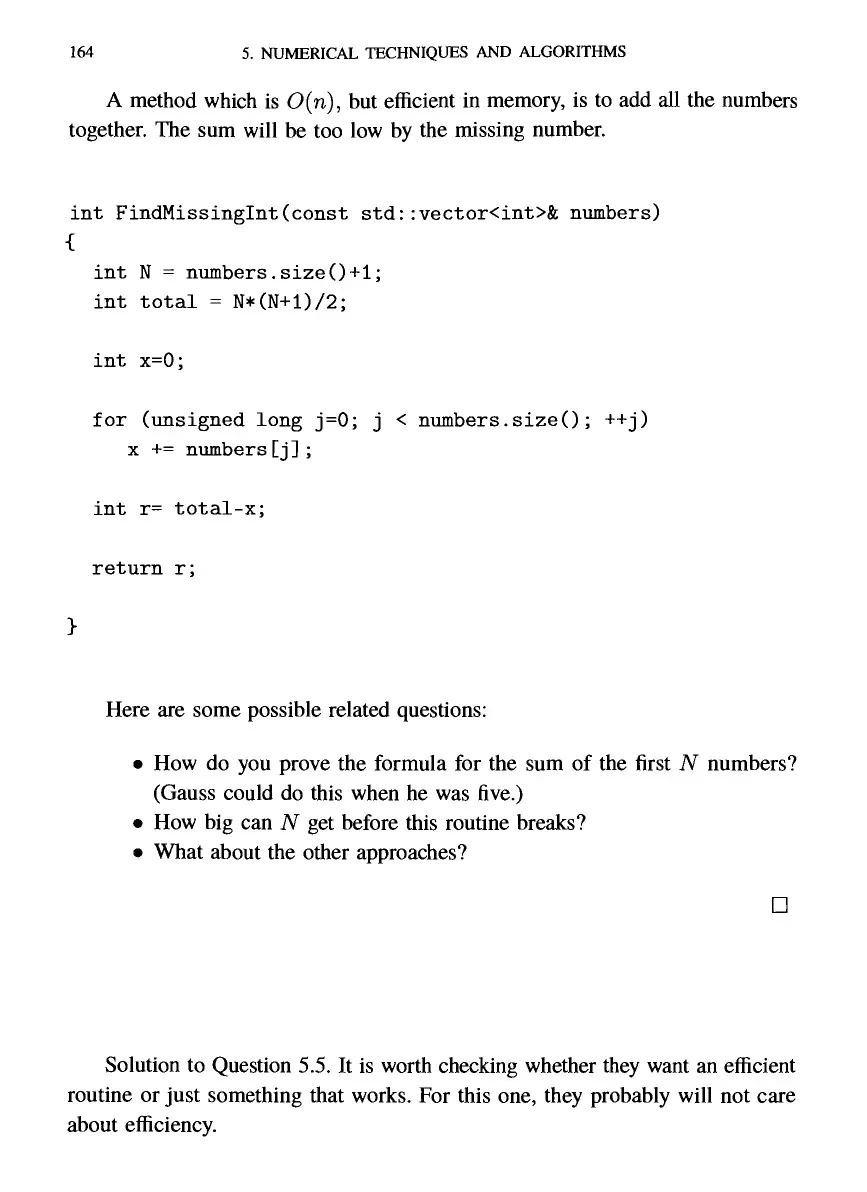 164 5. NUMERICAL TECHNIQUES AND ALGORITHMS
A method which is O(n), but efficient in memory, is to add all the numbers
together. The sum will be too low by the missing number.
int FindMissingInt(const std::vector<int>& numbers)
{
int N = numbers.size()+1;
int total = N*(N+1)/2;
int x=0;
for (unsigned long j=0; j < numbers.size(); ++j)
x += numbers[j];
int r= total-x;
return r;
}
Here are some possible related questions:
• How do you prove the formula for the sum of the first N numbers?
(Gauss could do this when he was five.)
• How big can N get before this routine breaks?
• What about the other approaches?
□
Solution to Question 5.5. It is worth checking whether they want an efficient
routine or just something that works. For this one, they probably will not care
about efficiency.